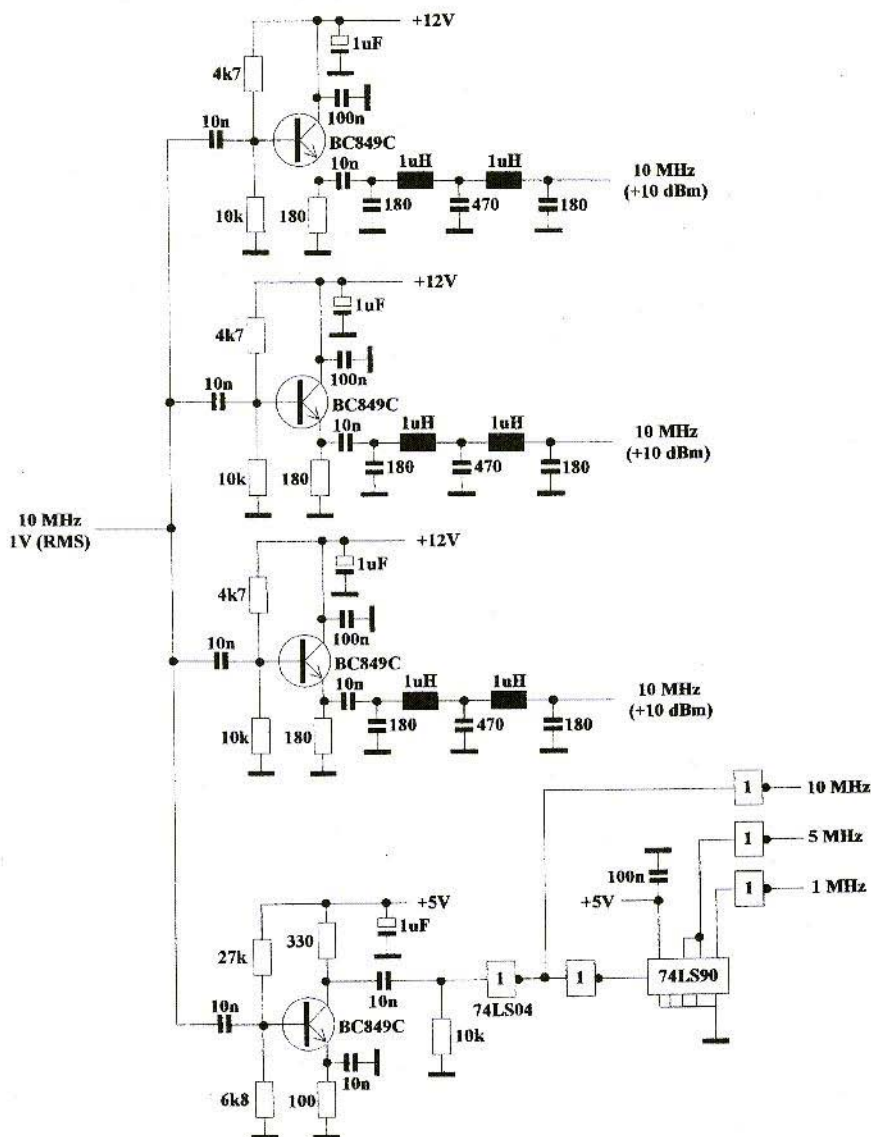 +12V
1uF
4k7
100n
10n
BC849C
10n
1uH
1uH
10 MHz
(+10 dBm)
10k
180
180
470
180
+12V
1uF
4k7
100n
10n
BC849C
10n
1uH
1uH
10 MHz
(+10 dBm)
10k
180
180
470
180
10 MHz
1V (RMS)
+12V
1uF
4k7
100n
10n
BC849C
10n
1uH
1uH
10 MHz
(+10 dBm)
10k
180
180
470
180
1
10 MHz
1
5 MHz
100n
1
1 MHz
+5V
+5V
1uF
27k
330
1
1
74LS90
10n
10n
74LS04
BC849C
10k
10n
6k8
100